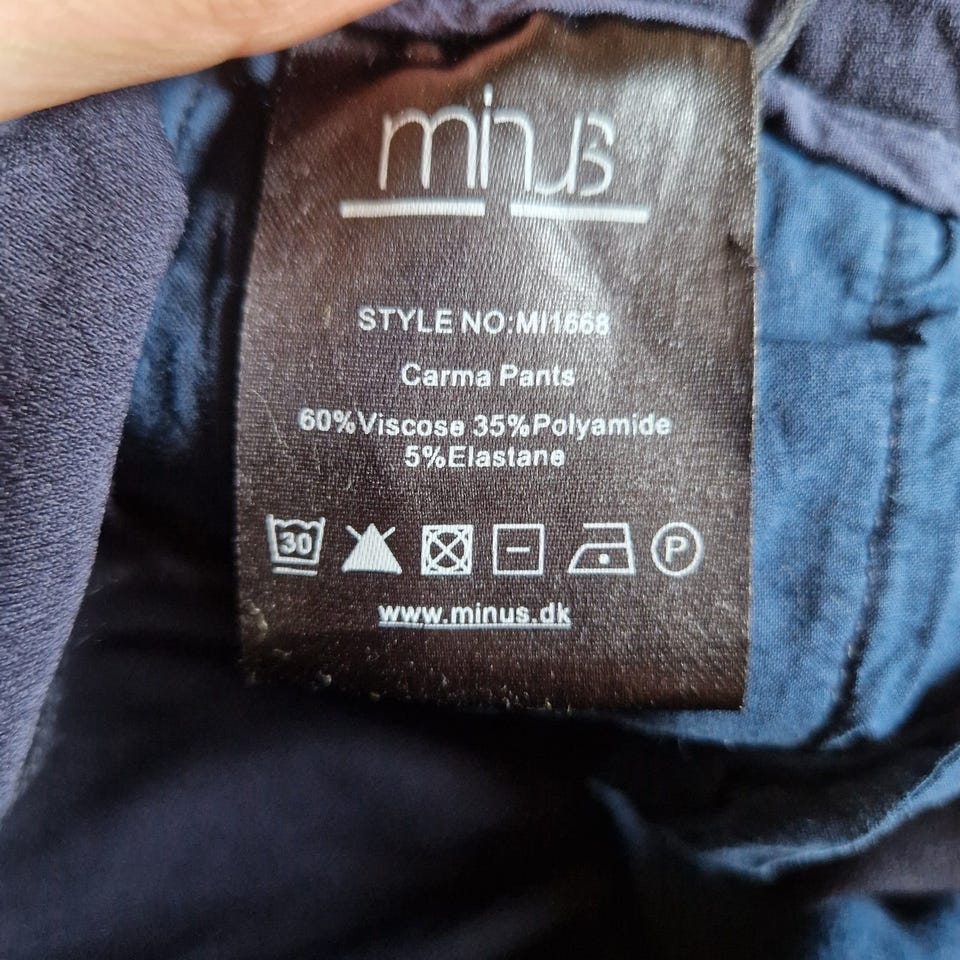 minus
STYLE NO:MI1668
Carma Pants
60%Viscose 35%Polyamide
5%Elastane
30 P
www.minus.dk